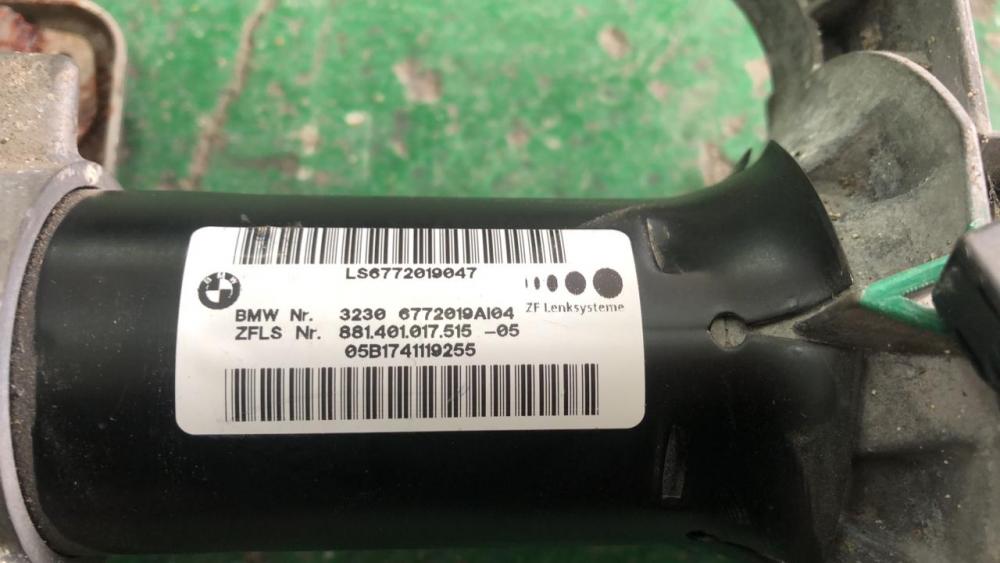 LS6772019047
BMW Nr. 3230 6772019AI04
ZF Lenksysteme
ZFLS Nr. 881.401.017.515 -05
05B1741119255